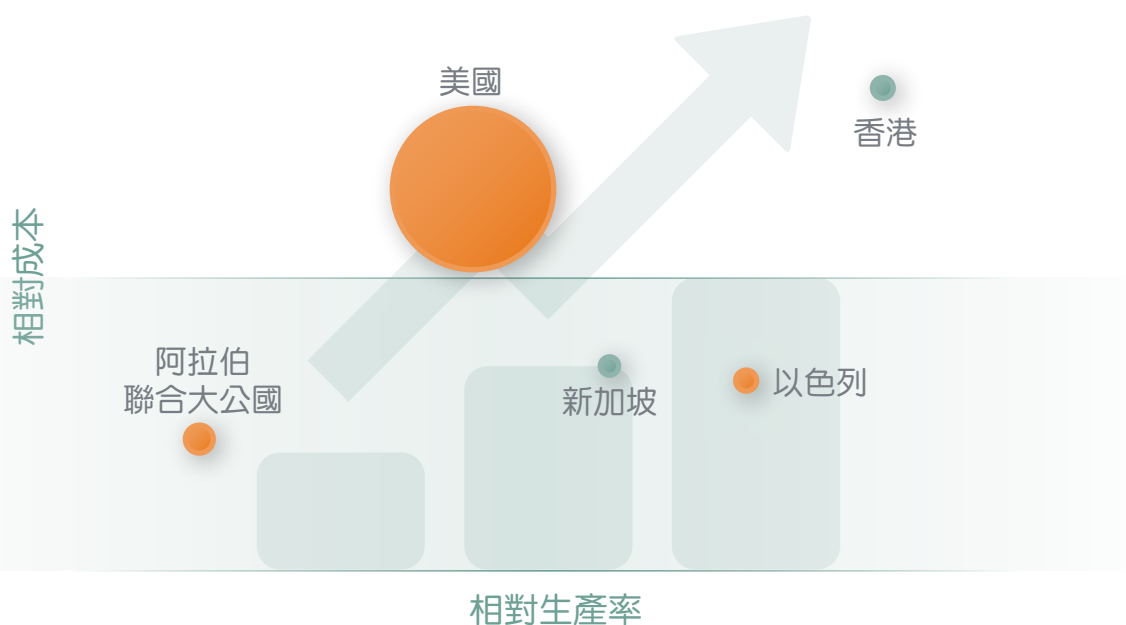 美國
香港
相對成本
阿拉伯
聯合大公國
新加坡
以色列
相對生產率